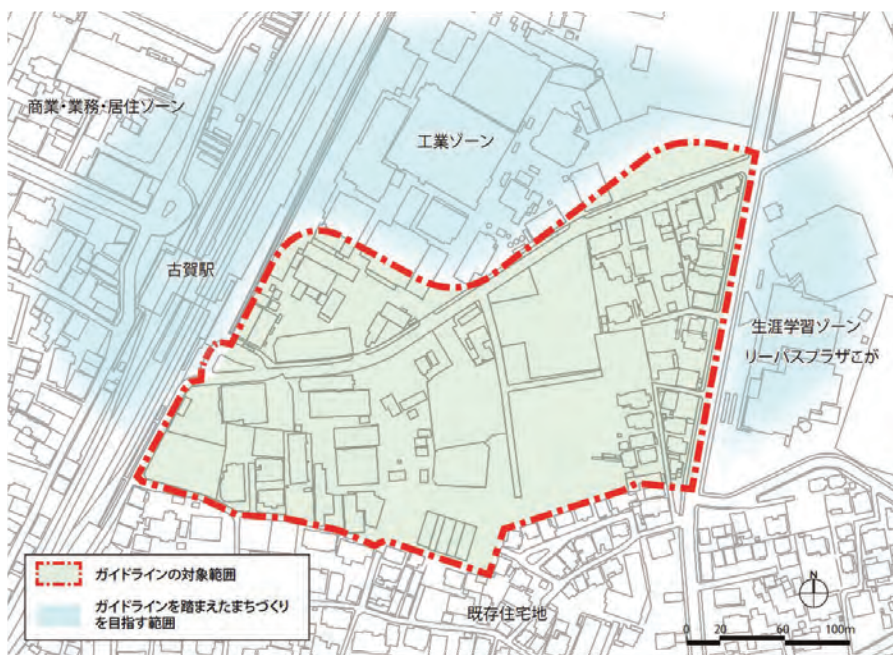 商業・業務・居住ゾーン
工業ゾーン
古賀駅
生涯学習ゾーン
リーパスプラザこが
既存住宅地
ガイドラインの対象範囲
ガイドラインを踏まえたまちづくり
を目指す範囲
N
0 20 60 100m